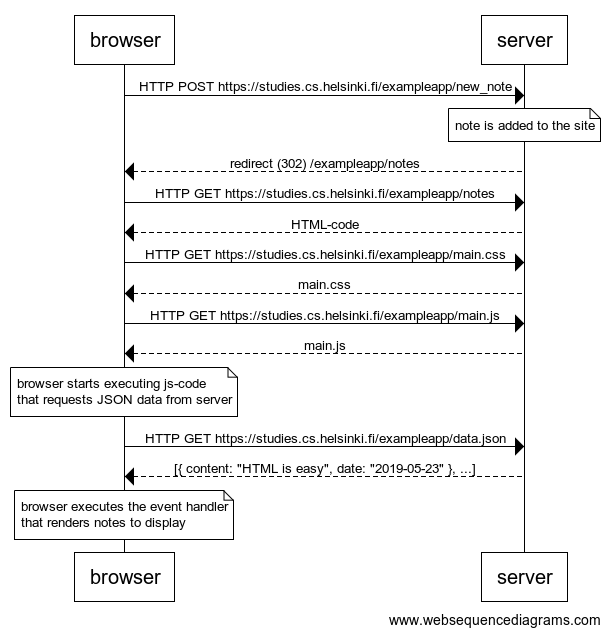 browser
server
HTTP POST https://studies.cs.helsinki.fi/exampleapp/new_note
note is added to the site
redirect (302) /exampleapp/notes
HTTP GET https://studies.cs.helsinki.fi/exampleapp/notes
HTML-code
HTTP GET https://studies.cs.helsinki.fi/exampleapp/main.css
main.css
HTTP GET https://studies.cs.helsinki.fi/exampleapp/main.js
main.js
browser starts executing js-code
that requests JSON data from server
HTTP GET https://studies.cs.helsinki.fi/exampleapp/data.json
[{ content: "HTML is easy", date: "2019-05-23" }, ...]
browser executes the event handler
that renders notes to display
browser
server
www.websequencediagrams.com